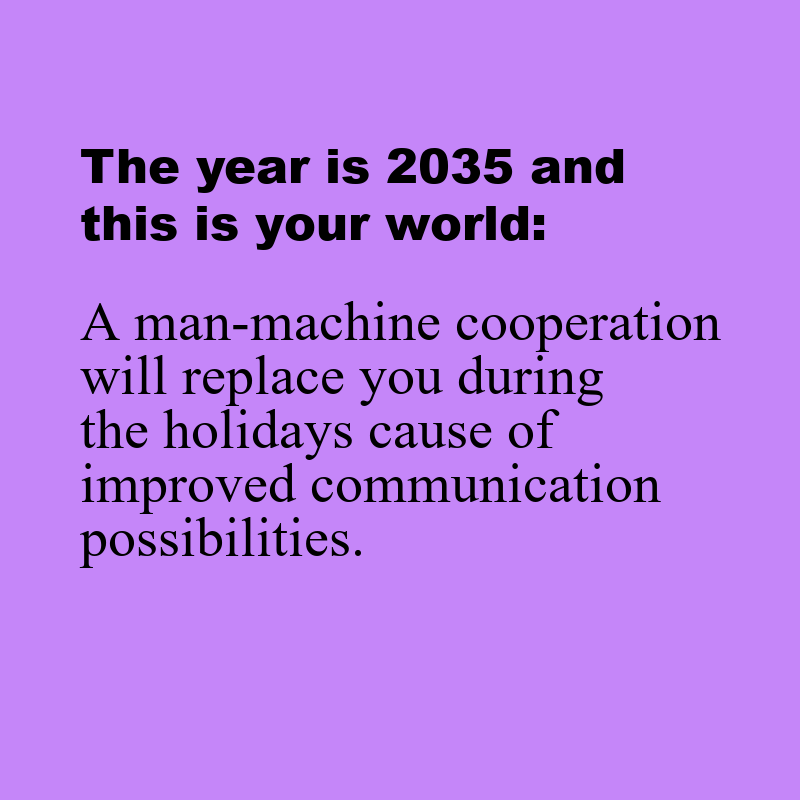 The year is 2035 and
this is your world:
A man-machine cooperation
will replace you during
the holidays cause of
improved communication
possibilities.